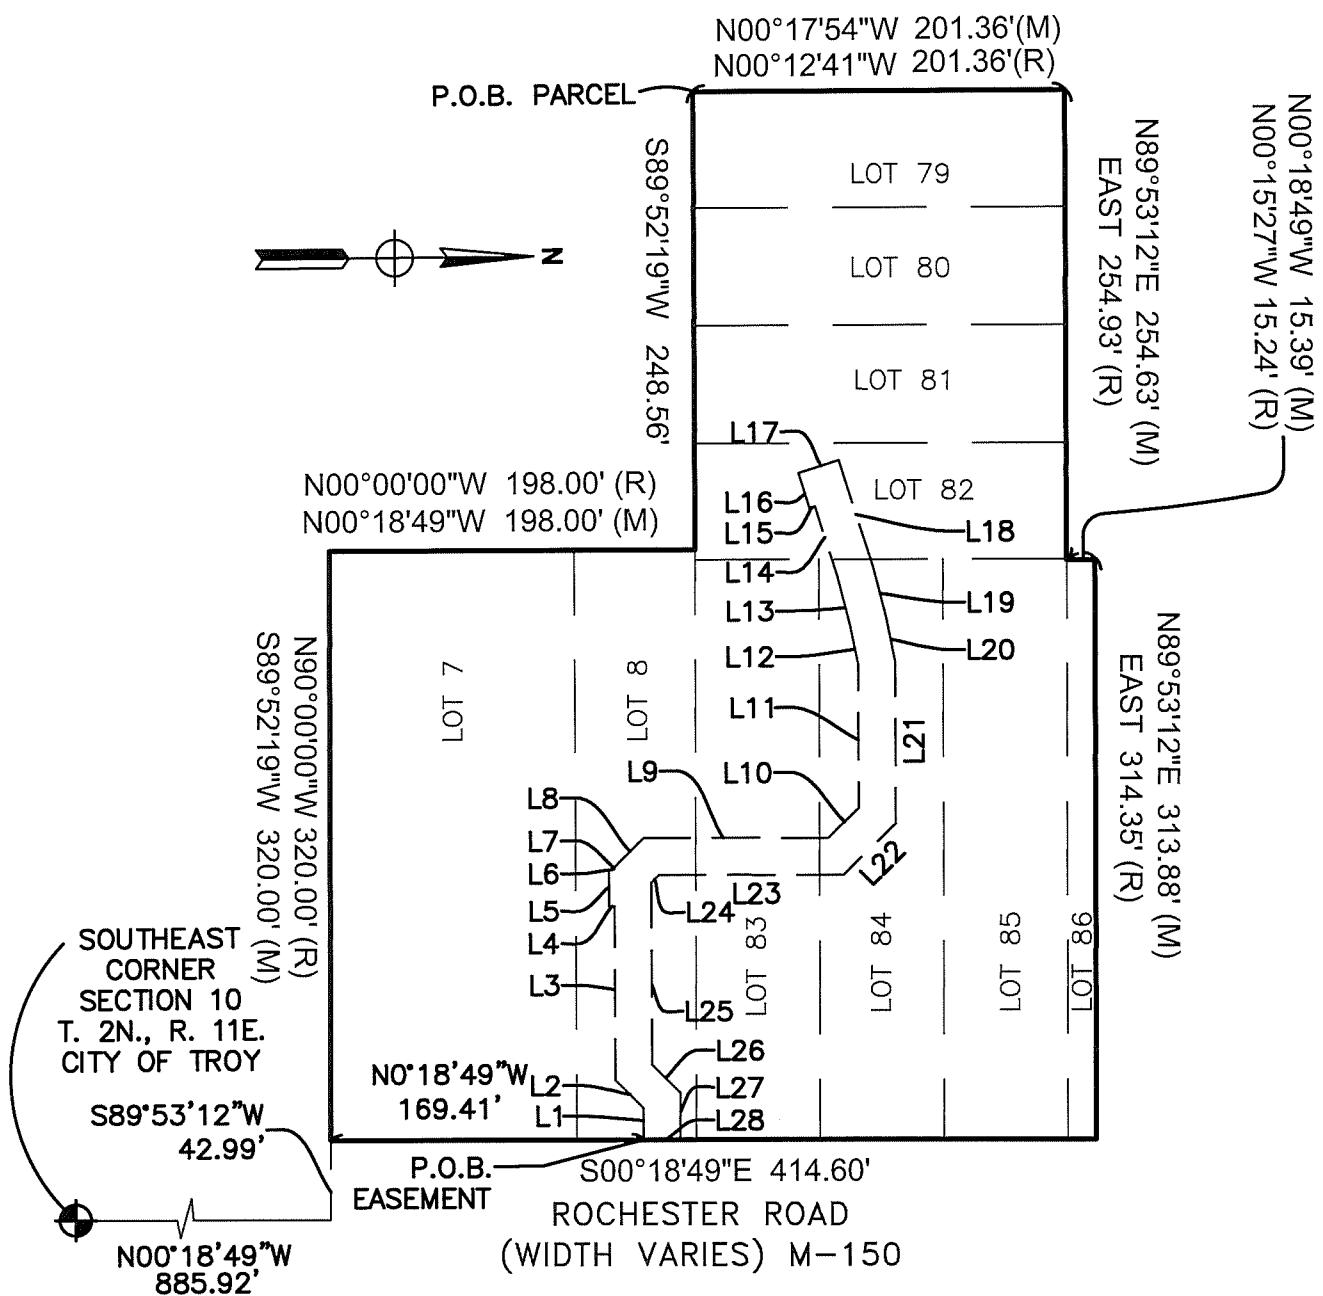 N00°17'54"W 201.36'(M)
N00°12'41"W 201.36'(R)
P.O.B. PARCEL
N00°18'49"W 15.39' (M)
N00°15'27"W 15.24' (R)
N89°53'12"E 254.63' (M)
EAST 254.93' (R)
S89°52'19"W 248.56'
LOT 79
LOT 80
LOT 81
LOT 82
N
N00°00'00"W 198.00' (R)
N00°18'49"W 198.00' (M)
L17
L16
L15
L14
L13
L12
L11
L10
L9
L8
L7
L6
L5
L4
L3
L2
L1
L18
L19
L20
L21
L22
L23
L24
L25
L26
L27
L28
LOT 7
LOT 8
LOT 83
LOT 84
LOT 85
LOT 86
N89°53'12"E 313.88' (M)
EAST 314.35' (R)
N90°00'00"W 320.00' (R)
S89°52'19"W 320.00' (M)
SOUTHEAST
CORNER
SECTION 10
T. 2N., R. 11E.
CITY OF TROY
N0°18'49"W
169.41'
S89°53'12"W
42.99'
P.O.B.
EASEMENT
S00°18'49"E 414.60'
ROCHESTER ROAD
(WIDTH VARIES) M-150
N00°18'49"W
885.92'